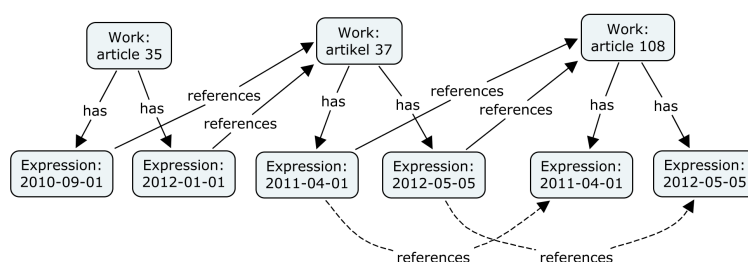 Work:
article 35
Work:
artikel 37
Work:
article 108
references
references
references
references
has
has
has
has
has
has
Expression:
2010-09-01
Expression:
2012-01-01
Expression:
2011-04-01
Expression:
2012-05-05
Expression:
2011-04-01
Expression:
2012-05-05
references
references